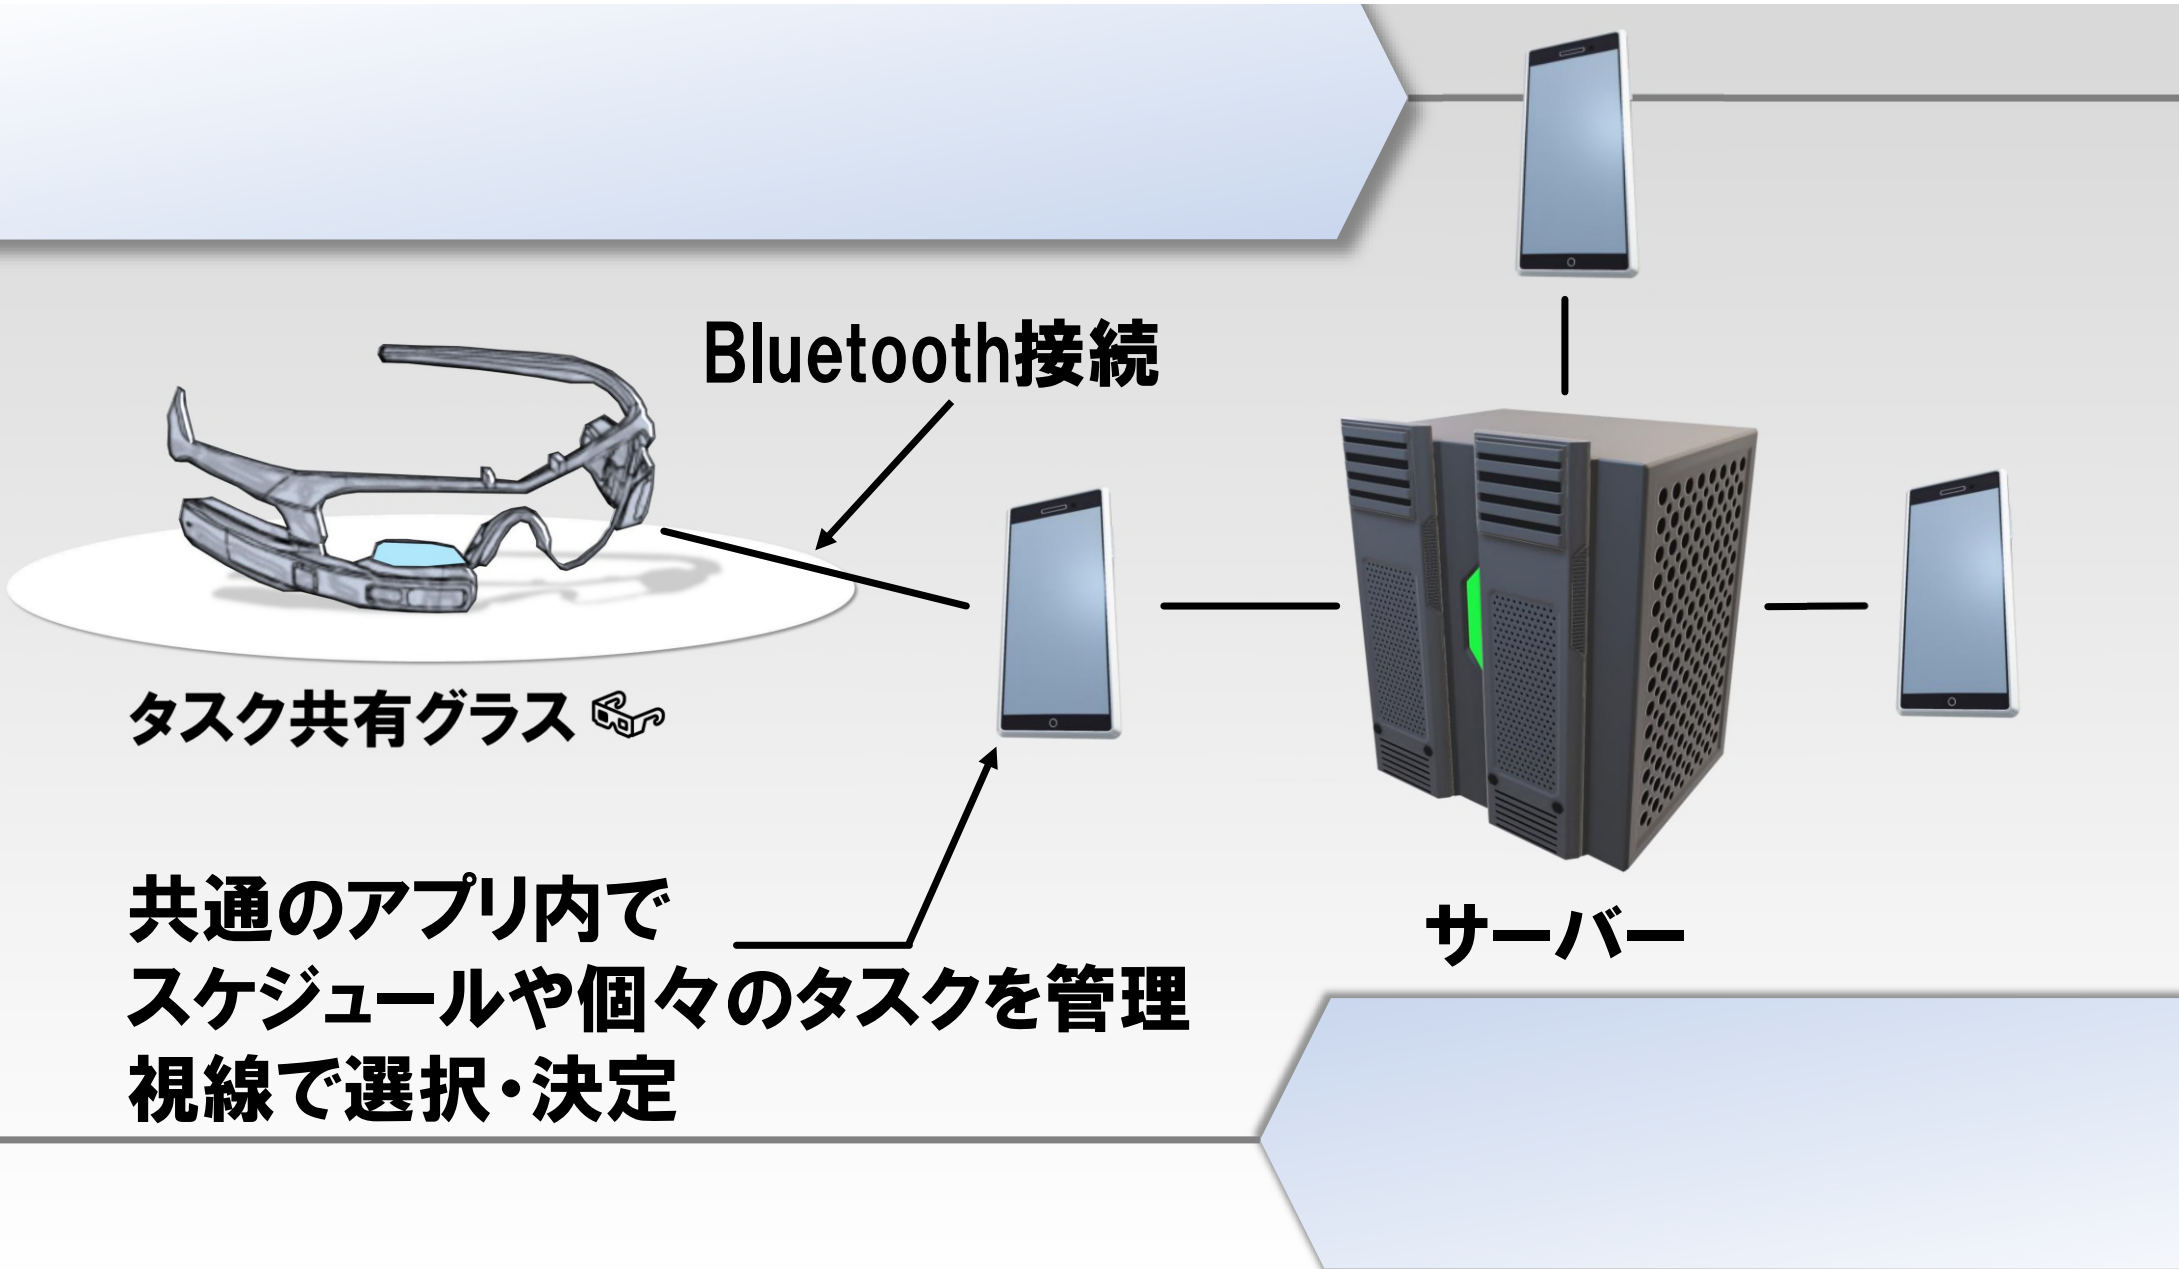 Bluetooth接続
タスク共有グラス
共通のアプリ内で
スケジュールや個々のタスクを管理
視線で選択・決定
サーバー